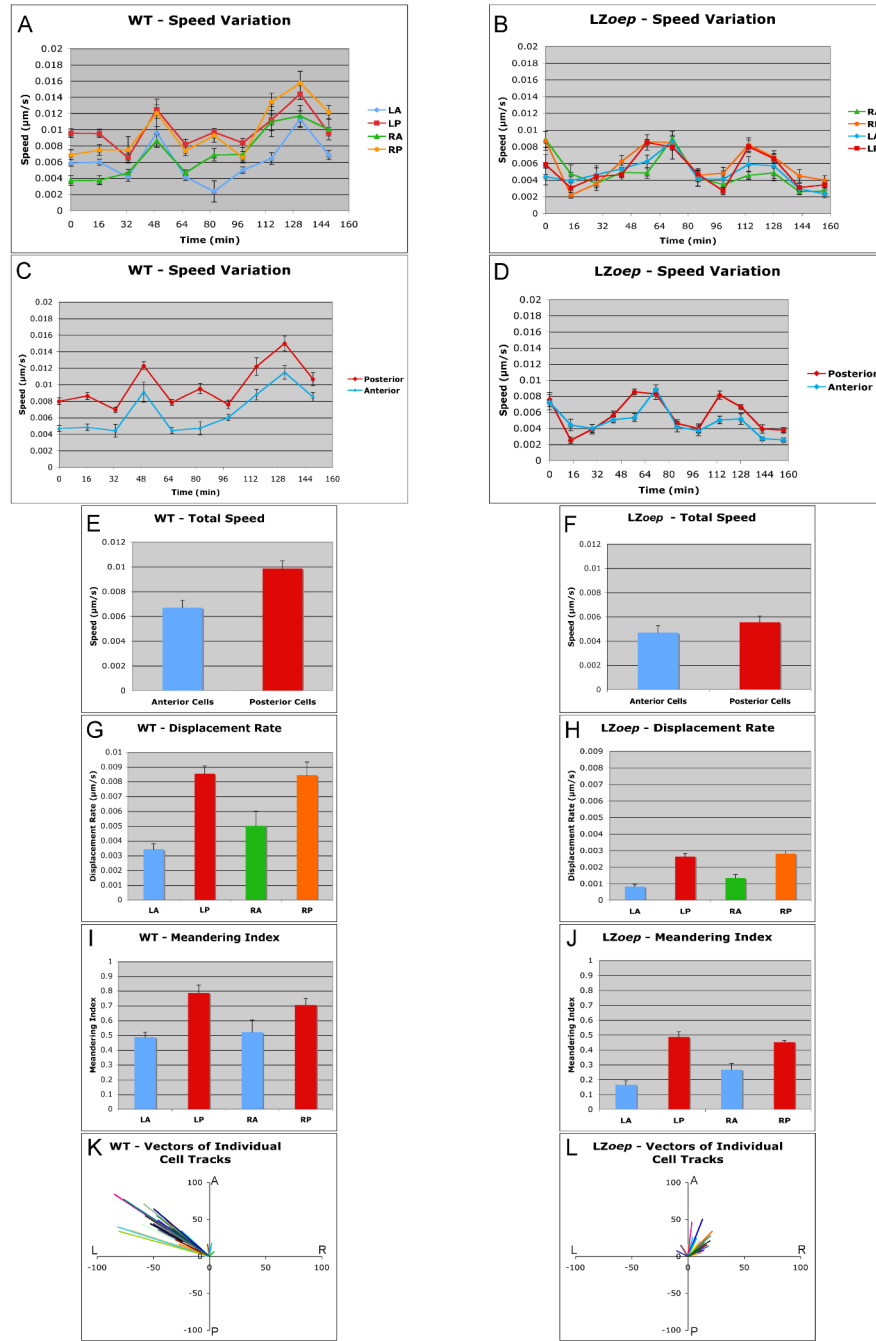 A
WT - Speed Variation
Speed (µm/s)
0.02
0.018
0.016
0.014
0.012
0.01
0.008
0.006
0.004
0.002
0
0 16 32 48 64 80 96 112 128 144 160
Time (min)
LA
LP
RA
RP
B
LZoep - Speed Variation
Speed (µm/s)
0.02
0.018
0.016
0.014
0.012
0.01
0.008
0.006
0.004
0.002
0
0 16 32 48 64 80 96 112 128 144 160
Time (min)
RA
LA
LP
C
WT - Speed Variation
Speed (µm/s)
0.02
0.018
0.016
0.014
0.012
0.01
0.008
0.006
0.004
0.002
0
0 16 32 48 64 80 96 112 128 144 160
Time (min)
Posterior
Anterior
D
LZoep - Speed Variation
Speed (µm/s)
0.02
0.018
0.016
0.014
0.012
0.01
0.008
0.006
0.004
0.002
0
0 16 32 48 64 80 96 112 128 144 160
Time (min)
Posterior
Anterior
E
WT - Total Speed
Speed (µm/s)
0.012
0.01
0.008
0.006
0.004
0.002
0
Anterior Cells Posterior Cells
F
LZoep - Total Speed
Speed (µm/s)
0.012
0.01
0.008
0.006
0.004
0.002
0
Anterior Cells Posterior Cells
G
WT - Displacement Rate
Displacement Rate (µm/s)
0.01
0.009
0.008
0.007
0.006
0.005
0.004
0.003
0.002
0.001
0
LA LP RA RP
H
LZoep - Displacement Rate
Displacement Rate (µm/s)
0.009
0.008
0.007
0.006
0.005
0.004
0.003
0.002
0.001
0
LA LP RA RP
I
WT - Meandering Index
Meandering Index
1
0.9
0.8
0.7
0.6
0.5
0.4
0.3
0.2
0.1
0
LA LP RA RP
J
LZoep - Meandering Index
Meandering Index
1
0.9
0.8
0.7
0.6
0.5
0.4
0.3
0.2
0.1
0
LA LP RA RP
K
WT - Vectors of Individual
Cell Tracks
A
100
50
L
R
0
-100 -50 0 50 100
-50
-100
P
L
LZoep - Vectors of Individual
Cell Tracks
A
100
50
L
R
0
-100 -50 0 50 100
-50
-100
P